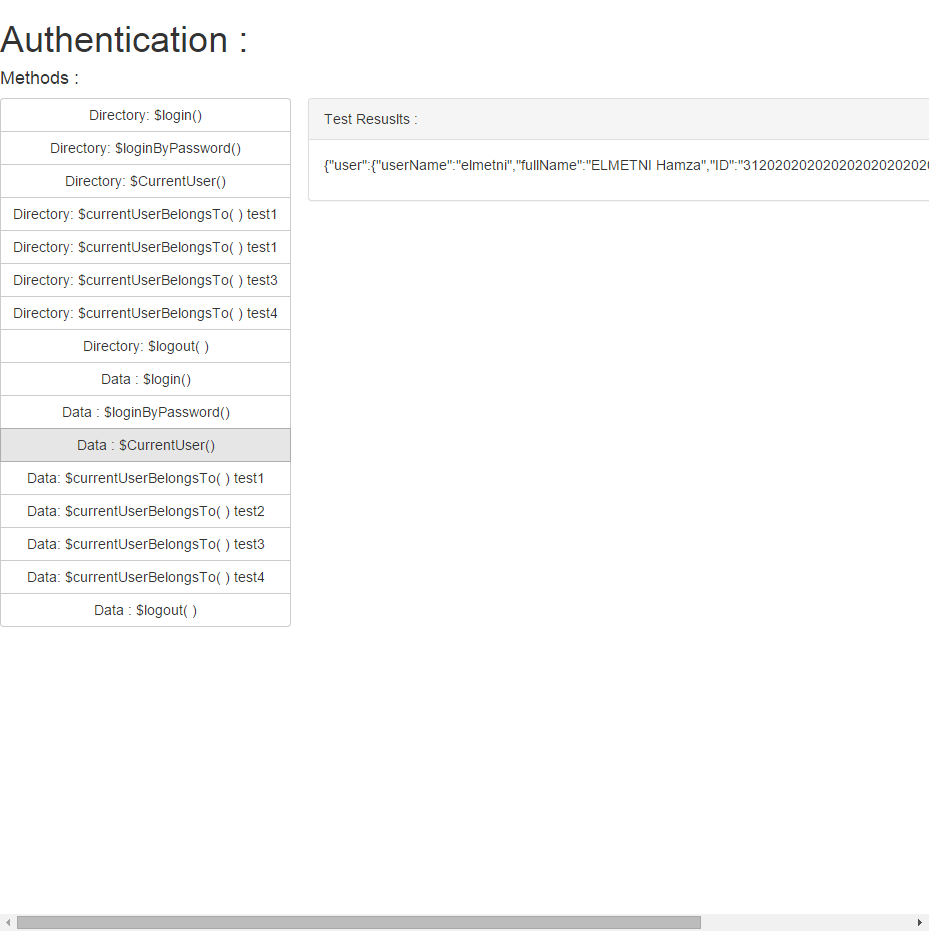 Authentication :
Methods :
Directory: $login()
Directory: $loginByPassword()
Directory: $CurrentUser()
Directory: $currentUserBelongsTo( ) test1
Directory: $currentUserBelongsTo( ) test1
Directory: $currentUserBelongsTo( ) test3
Directory: $currentUserBelongsTo( ) test4
Directory: $logout( )
Data : $login()
Data : $loginByPassword()
Data : $CurrentUser()
Data: $currentUserBelongsTo( ) test1
Data: $currentUserBelongsTo( ) test2
Data: $currentUserBelongsTo( ) test3
Data: $currentUserBelongsTo( ) test4
Data : $logout( )
Test Resuslts :
{"user":{"userName":"elmetni","fullName":"ELMETNI Hamza","ID":"3120202020202020202020202